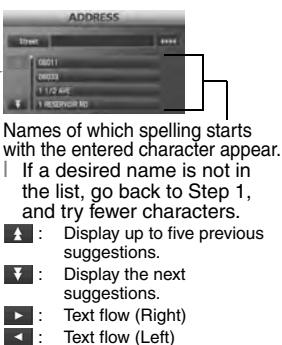 ADDRESS
Street
06011
06033
1 1/2 AVE
1 RESERVOIR RD
Names of which spelling starts
with the entered character appear.
If a desired name is not in
the list, go back to Step 1,
and try fewer characters.
: Display up to five previous
suggestions.
: Display the next
suggestions.
: Text flow (Right)
: Text flow (Left)